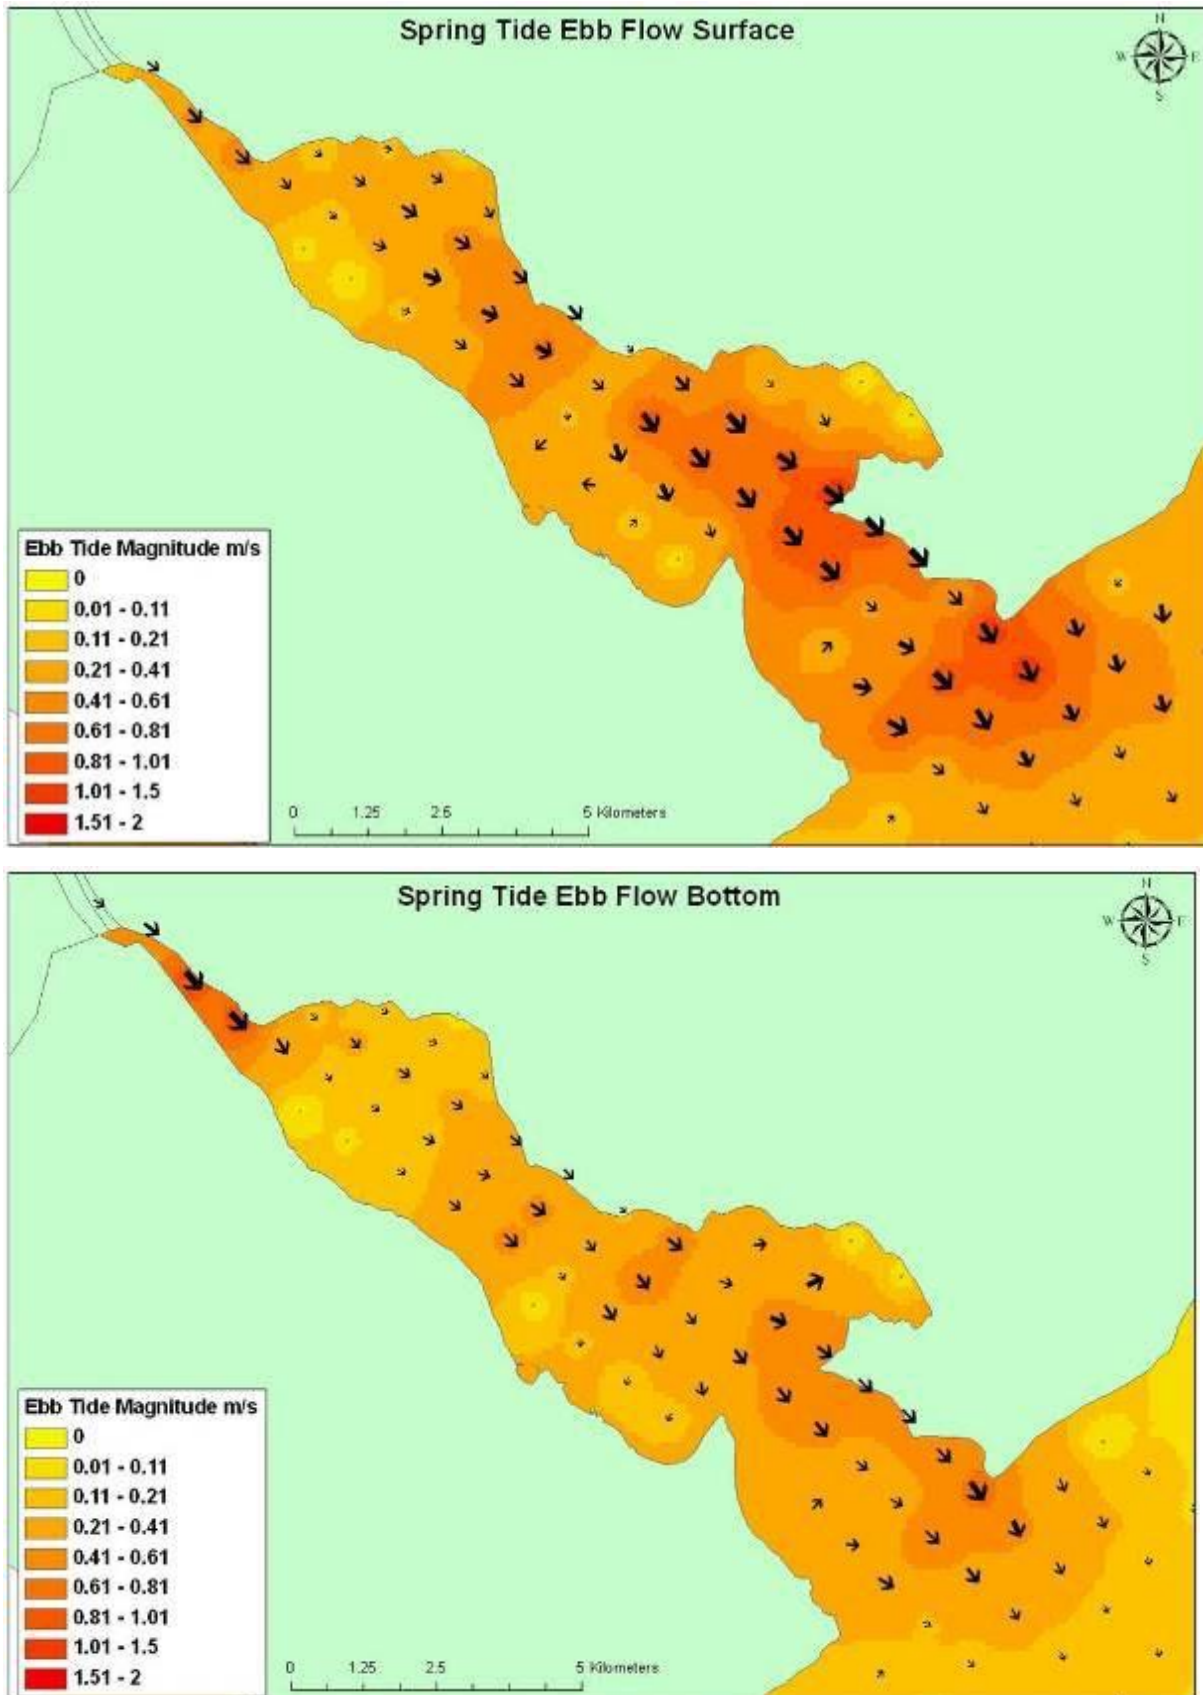 Spring Tide Ebb Flow Surface
N
W E
S
Ebb Tide Magnitude m/s
0
0.01 - 0.11
0.11 - 0.21
0.21 - 0.41
0.41 - 0.61
0.61 - 0.81
0.81 - 1.01
1.01 - 1.5
1.51 - 2
0 1.25 2.5 5 Kilometers
Spring Tide Ebb Flow Bottom
N
W E
S
Ebb Tide Magnitude m/s
0
0.01 - 0.11
0.11 - 0.21
0.21 - 0.41
0.41 - 0.61
0.61 - 0.81
0.81 - 1.01
1.01 - 1.5
1.51 - 2
0 1.25 2.5 5 Kilometers